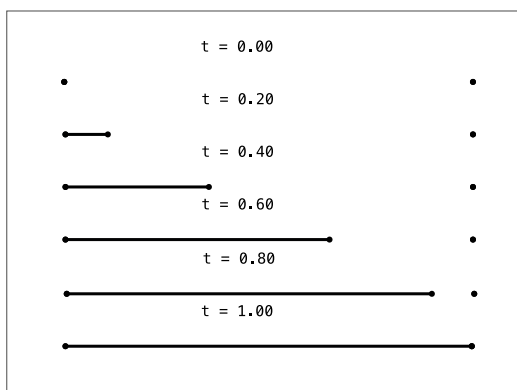 t = 0.00
t = 0.20
t = 0.40
t = 0.60
t = 0.80
t = 1.00